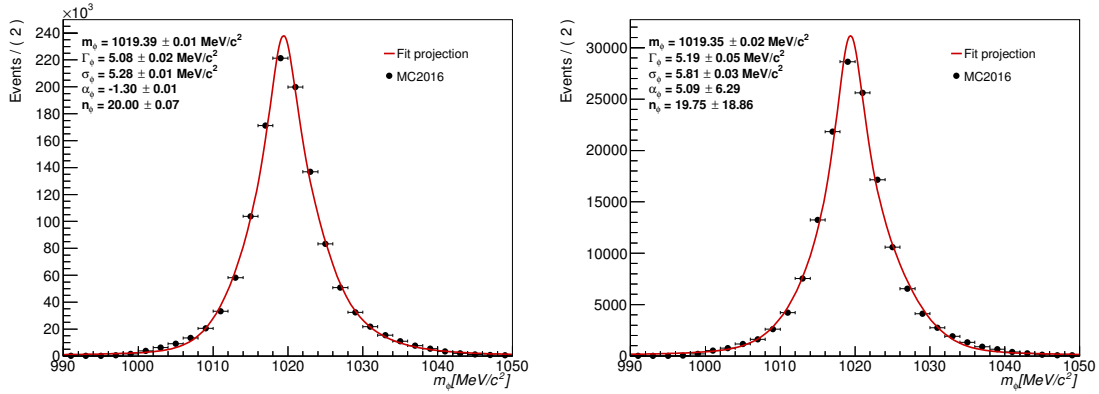 ×10³
Events / ( 2 )
240
220
200
180
160
140
120
100
80
60
40
20
0
m_ϕ = 1019.39 ± 0.01 MeV/c²
Γ_ϕ = 5.08 ± 0.02 MeV/c²
σ_ϕ = 5.28 ± 0.01 MeV/c²
α_ϕ = -1.30 ± 0.01
n_ϕ = 20.00 ± 0.07
Fit projection
MC2016
990 1000 1010 1020 1030 1040 1050
m_ϕ[MeV/c²]
Events / ( 2 )
30000
25000
20000
15000
10000
5000
0
m_ϕ = 1019.35 ± 0.02 MeV/c²
Γ_ϕ = 5.19 ± 0.05 MeV/c²
σ_ϕ = 5.81 ± 0.03 MeV/c²
α_ϕ = 5.09 ± 6.29
n_ϕ = 19.75 ± 18.86
Fit projection
MC2016
990 1000 1010 1020 1030 1040 1050
m_ϕ[MeV/c²]